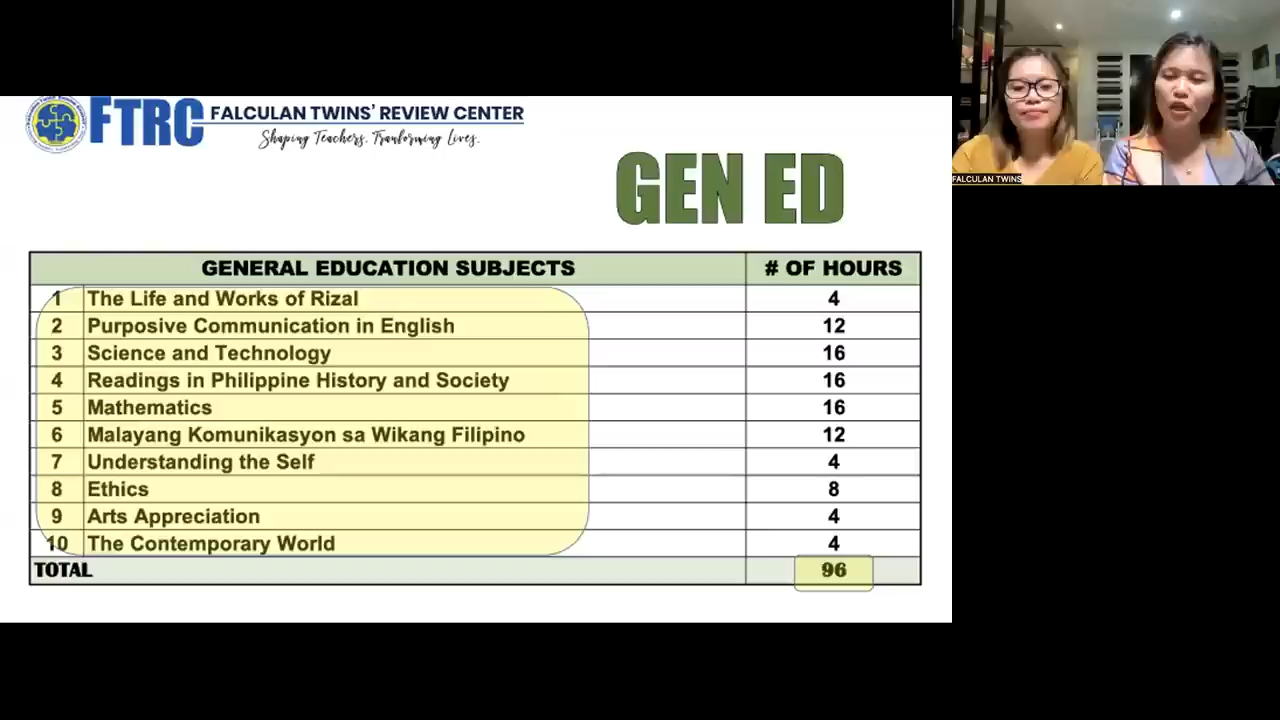 FTRC FALCULAN TWINS' REVIEW CENTER
Shaping Teachers. Tranforming Lives.
GEN ED
GENERAL EDUCATION SUBJECTS # OF HOURS
1 The Life and Works of Rizal 4
2 Purposive Communication in English 12
3 Science and Technology 16
4 Readings in Philippine History and Society 16
5 Mathematics 16
6 Malayang Komunikasyon sa Wikang Filipino 12
7 Understanding the Self 4
8 Ethics 8
9 Arts Appreciation 4
10 The Contemporary World 4
TOTAL 96
FALCULAN TWINS